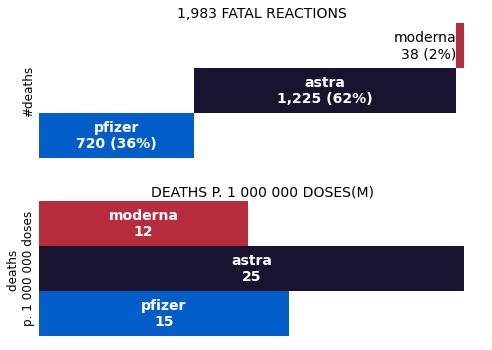 1,983 FATAL REACTIONS
moderna
38 (2%)
astra
1,225 (62%)
pfizer
720 (36%)
#deaths
DEATHS P. 1 000 000 DOSES(M)
moderna
12
astra
25
pfizer
15
deaths
p. 1 000 000 doses